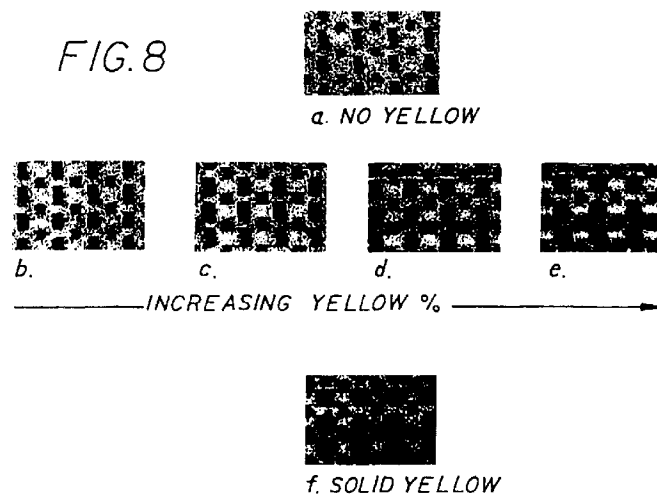 FIG. 8
a. NO YELLOW
b. c. d. e.
INCREASING YELLOW %
f. SOLID YELLOW